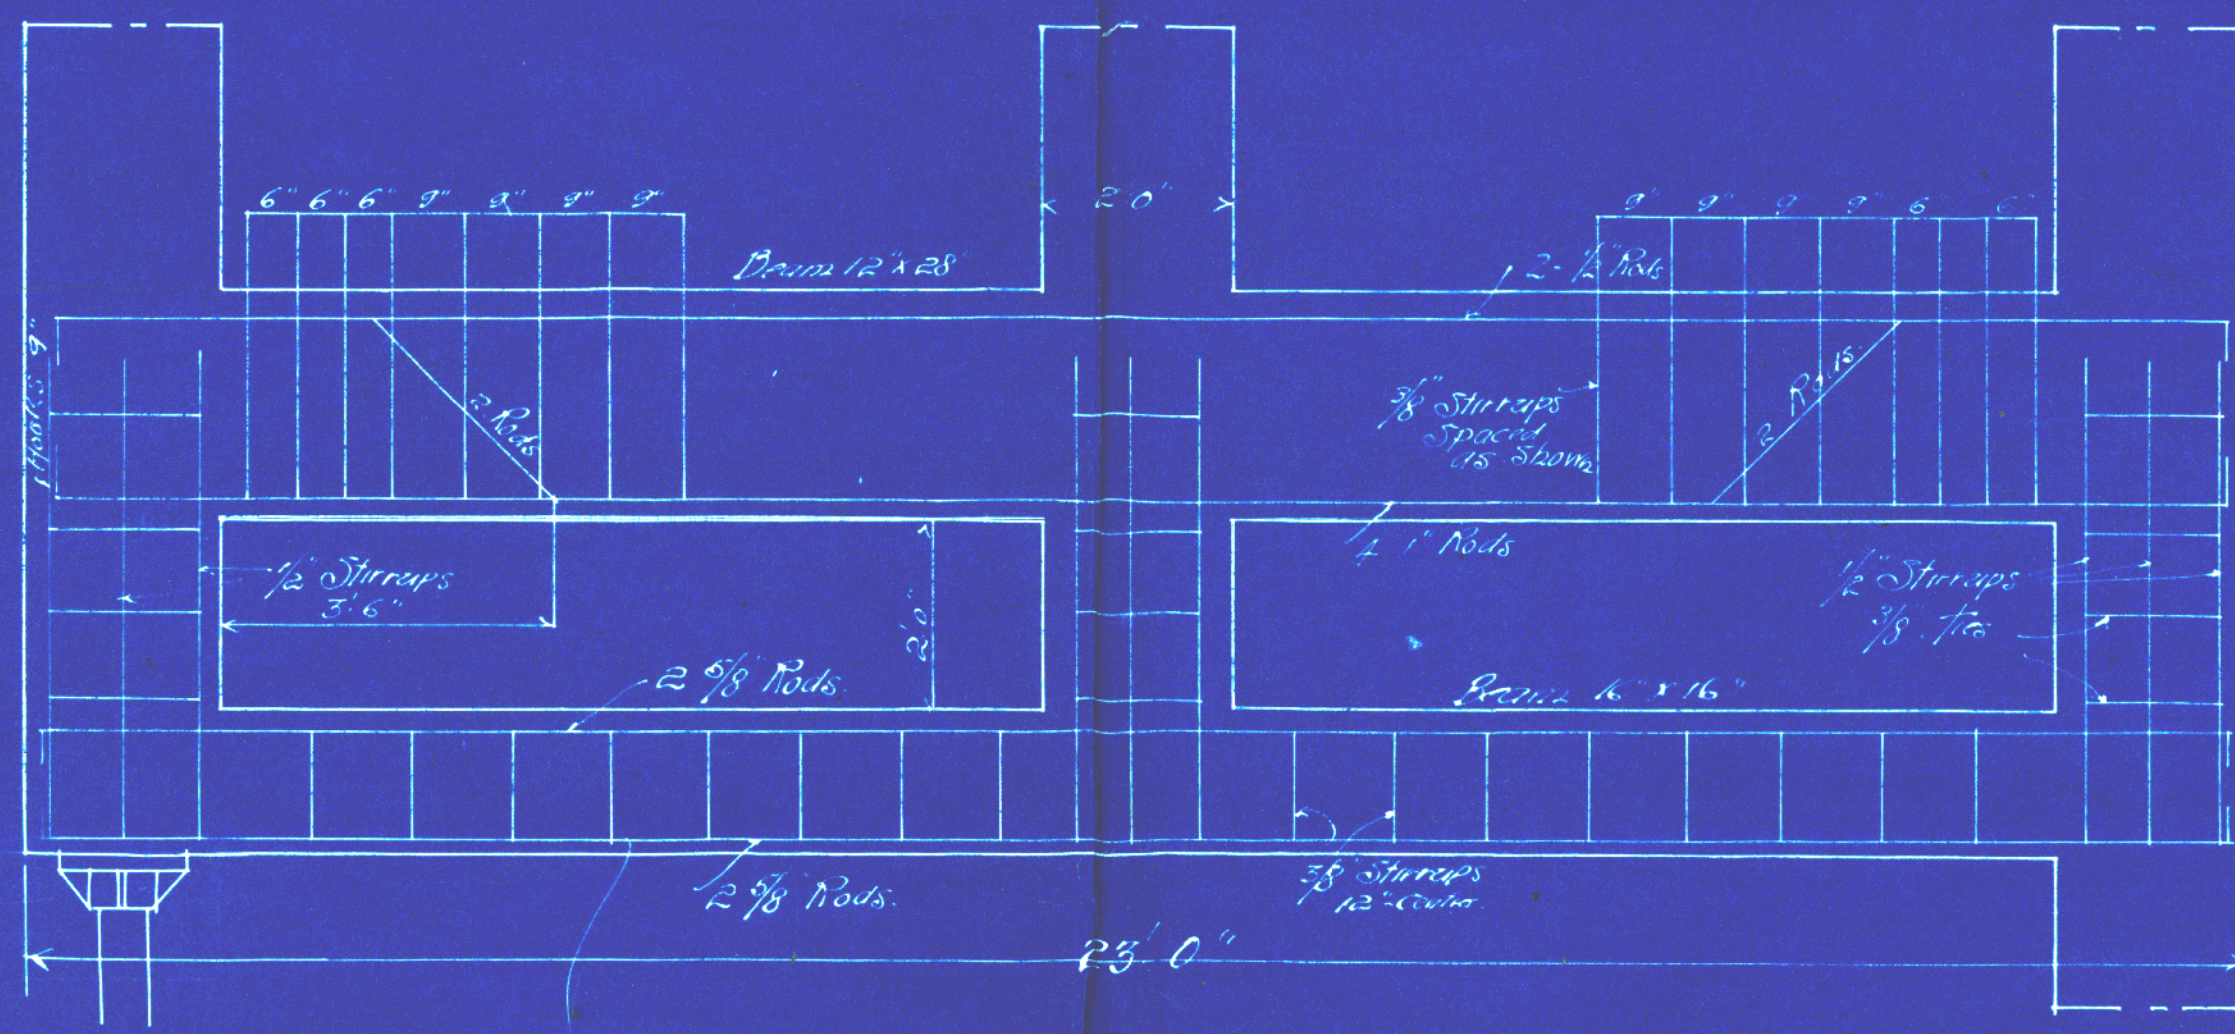 6" 6" 6" 9" 9" 9" 9"
2'0"
9" 9" 9 9" 6 6"
Beam 12" x 28"
2-½" Rods
Hooks 9"
2 Rods
3/8" Stirrups
Spaced
as Shown
2 Rods
½" Stirrups
3'6"
2'0"
4 1" Rods
½" Stirrups
3/8" Ties
2 5/8" Rods.
Beam 16" x 16"
2 5/8" Rods.
3/8" Stirrups
12"-Center.
23'0"